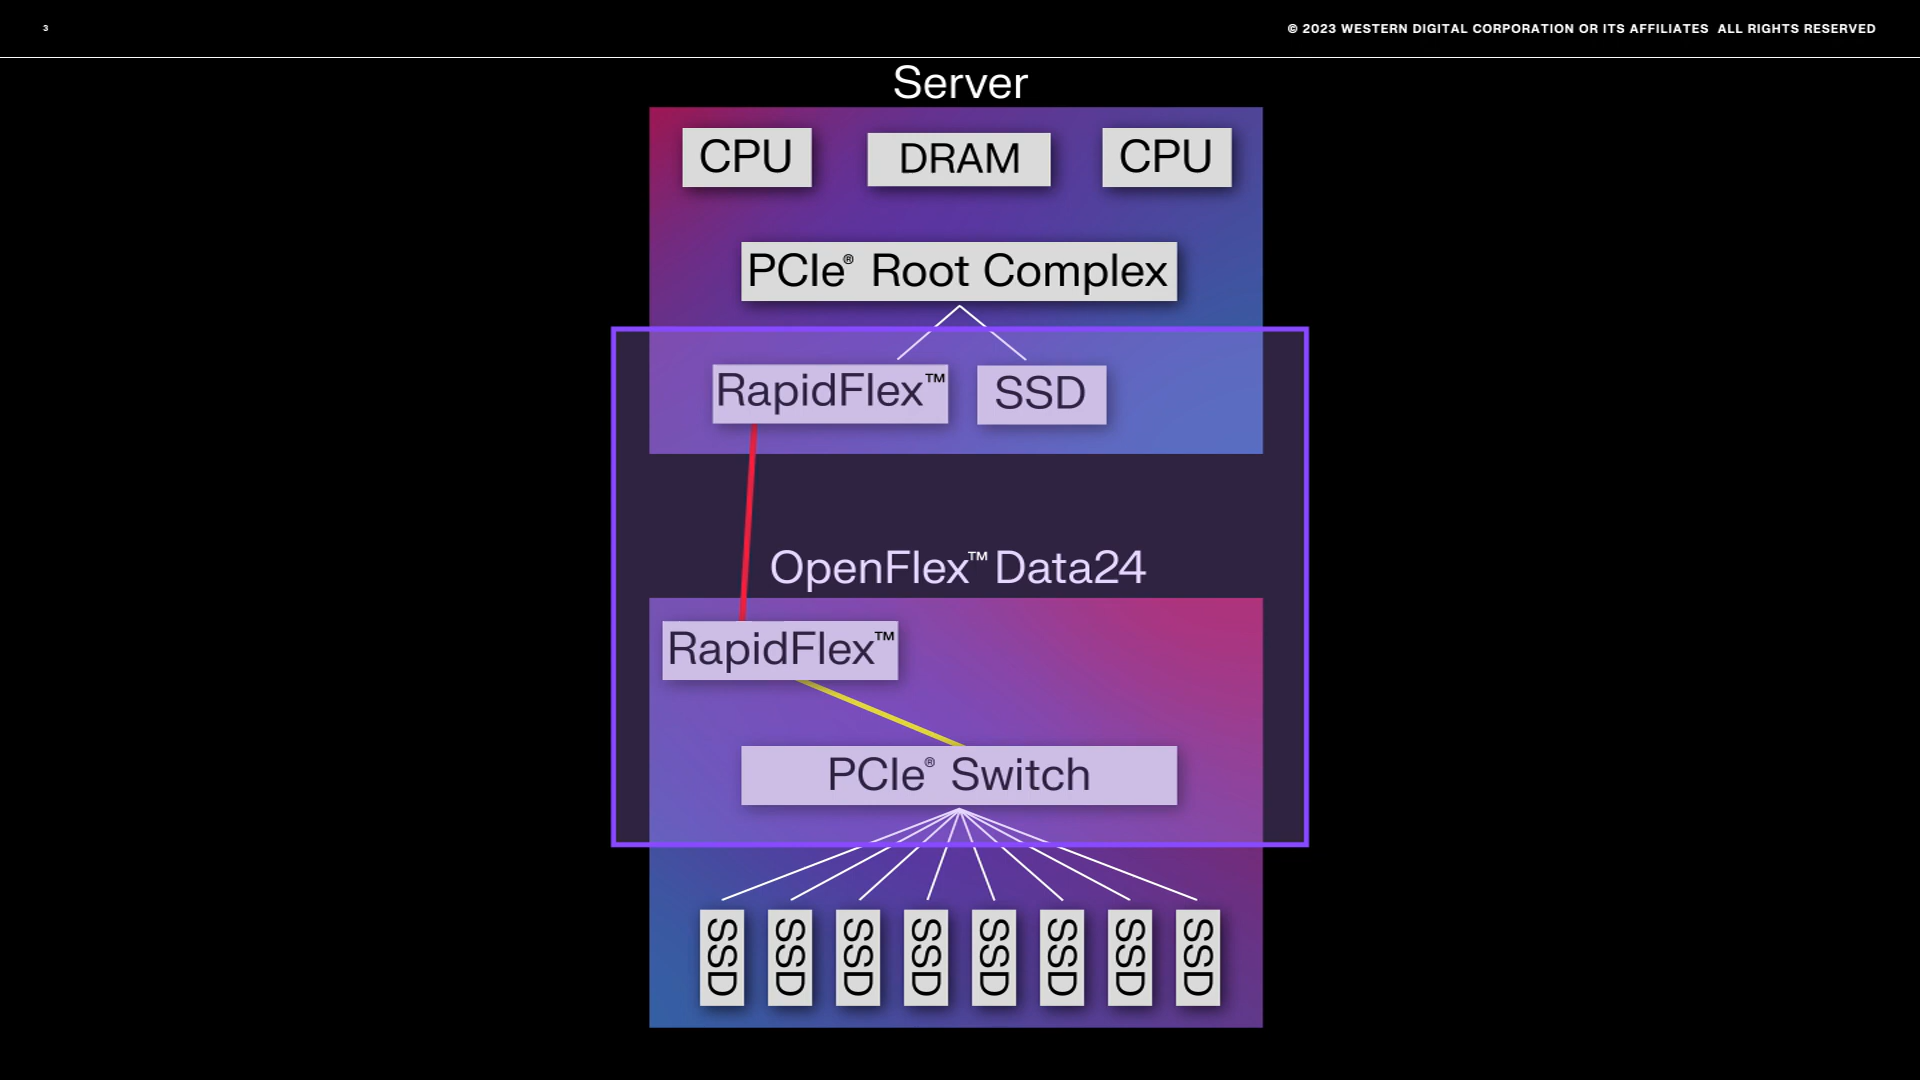 3
© 2023 WESTERN DIGITAL CORPORATION OR ITS AFFILIATES ALL RIGHTS RESERVED
Server
CPU DRAM CPU
PCIe® Root Complex
RapidFlex™ SSD
OpenFlex™ Data24
RapidFlex™
PCIe® Switch
SSD SSD SSD SSD SSD SSD SSD SSD